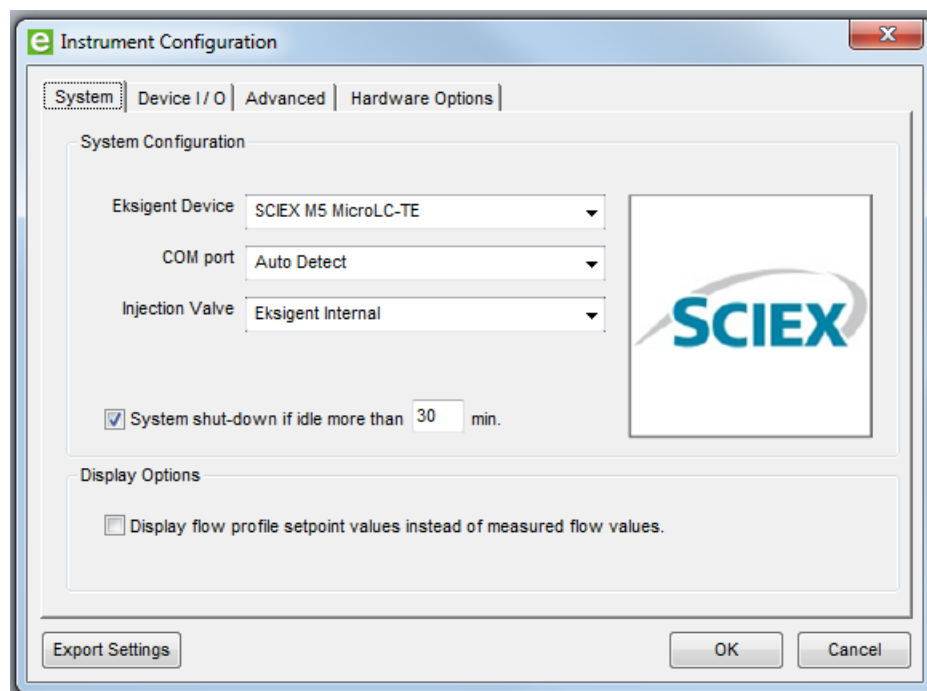 e Instrument Configuration
System Device I / O Advanced Hardware Options
System Configuration
Eksigent Device SCIEX M5 MicroLC-TE
COM port Auto Detect
Injection Valve Eksigent Internal
SCIEX
System shut-down if idle more than 30 min.
Display Options
Display flow profile setpoint values instead of measured flow values.
Export Settings OK Cancel